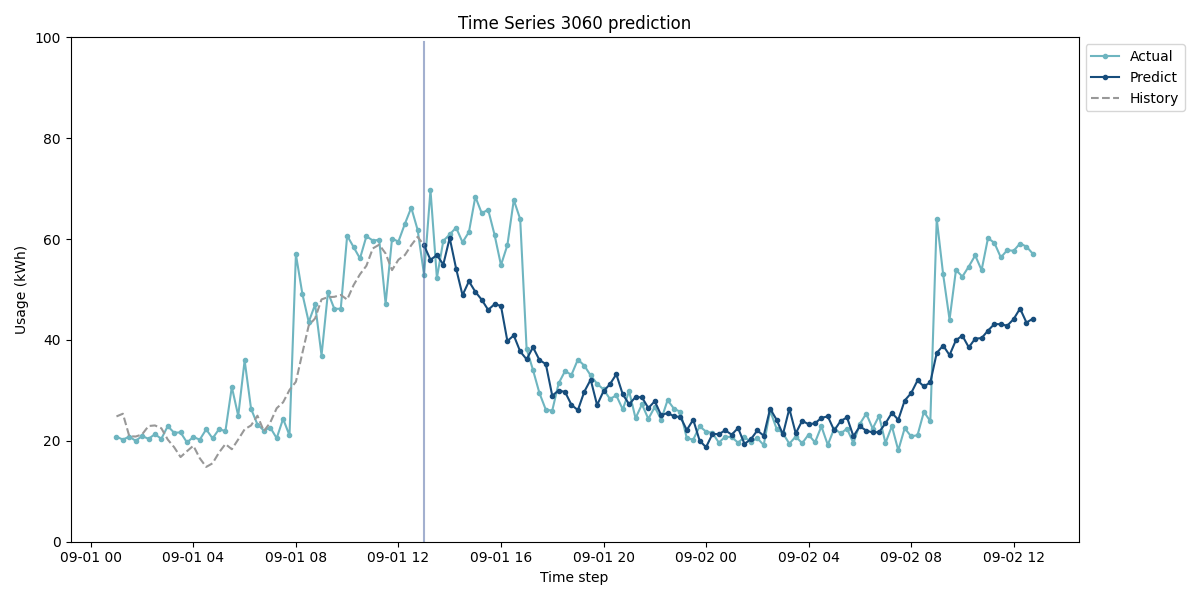 Time Series 3060 prediction
100
80
60
40
20
0
Usage (kWh)
09-01 00
09-01 04
09-01 08
09-01 12
09-01 16
09-01 20
09-02 00
09-02 04
09-02 08
09-02 12
Time step
Actual
Predict
History